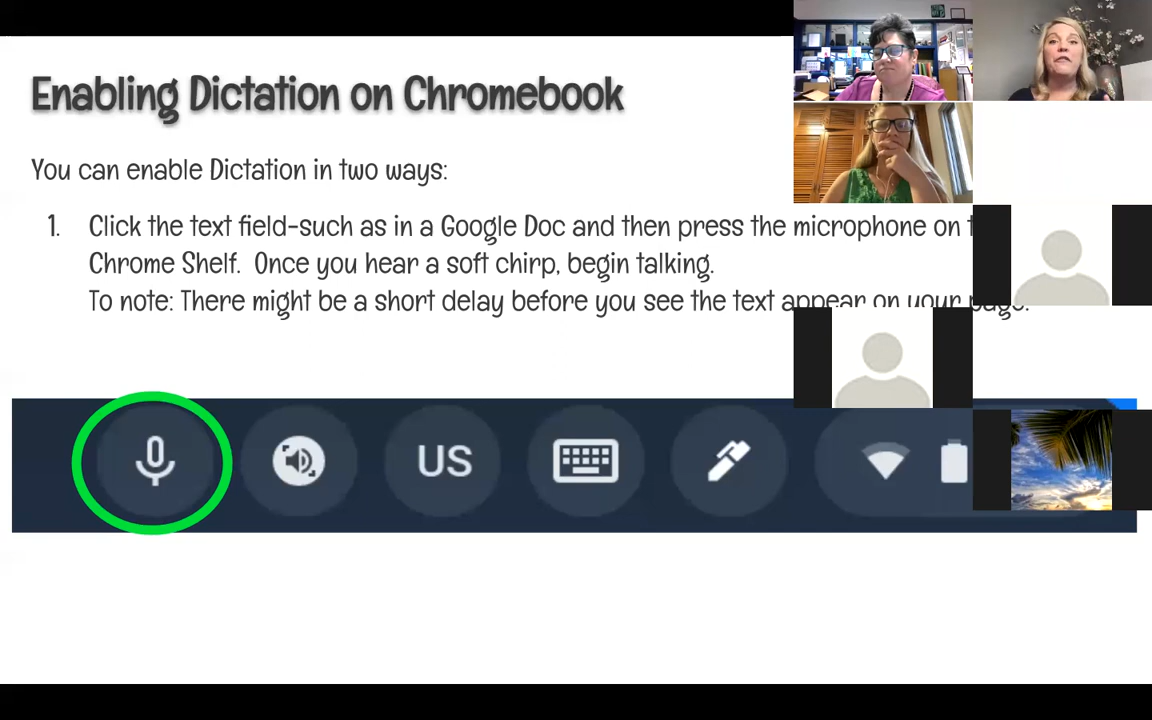 Enabling Dictation on Chromebook
You can enable Dictation in two ways:
1. Click the text field-such as in a Google Doc and then press the microphone on
Chrome Shelf. Once you hear a soft chirp, begin talking.
To note: There might be a short delay before you see the text appear on your page.
US